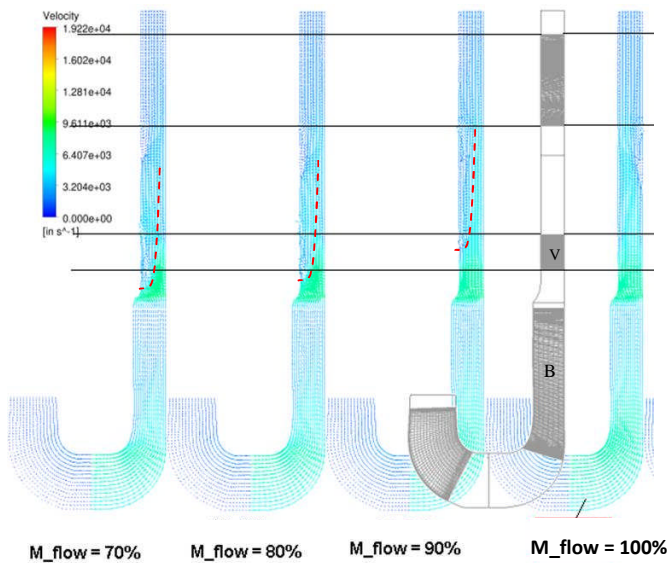 Velocity
1.922e+04
1.602e+04
1.281e+04
9.611e+03
6.407e+03
3.204e+03
0.000e+00
[in s^-1]
V
B
M_flow = 70%
M_flow = 80%
M_flow = 90%
M_flow = 100%